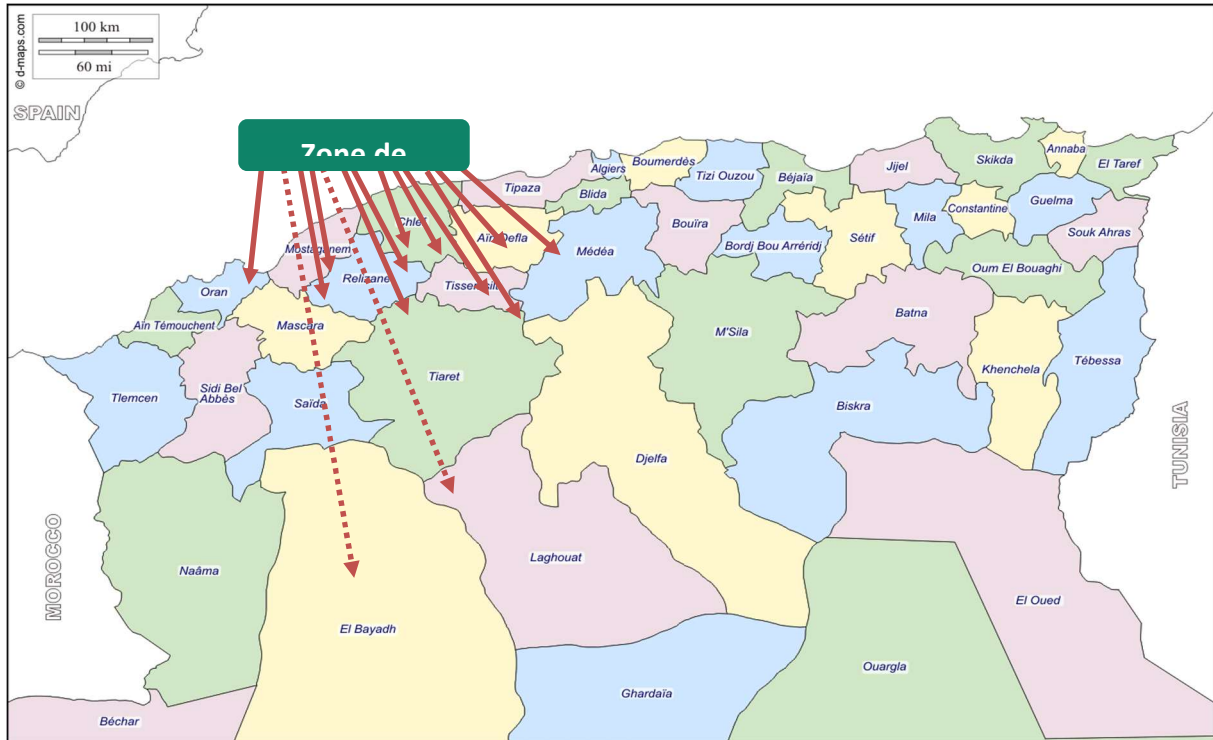 © d-maps.com
100 km
60 mi
SPAIN
Zone de
Algiers
Boumerdès
Tizi Ouzou
Béjaïa
Jijel
Skikda
Annaba
El Taref
Tipaza
Blida
Bouïra
Mila
Constantine
Guelma
Souk Ahras
Chlef
Aïn Defla
Médéa
Bordj Bou Arréridj
Sétif
Oum El Bouaghi
Mostaganem
Relizane
Tissemsilt
Oran
Aïn Témouchent
Mascara
M'Sila
Batna
Khenchela
Tébessa
Tlemcen
Sidi Bel
Abbès
Saïda
Tiaret
Biskra
Djelfa
TUNISIA
MOROCCO
Naâma
El Bayadh
Laghouat
El Oued
Ouargla
Ghardaïa
Béchar